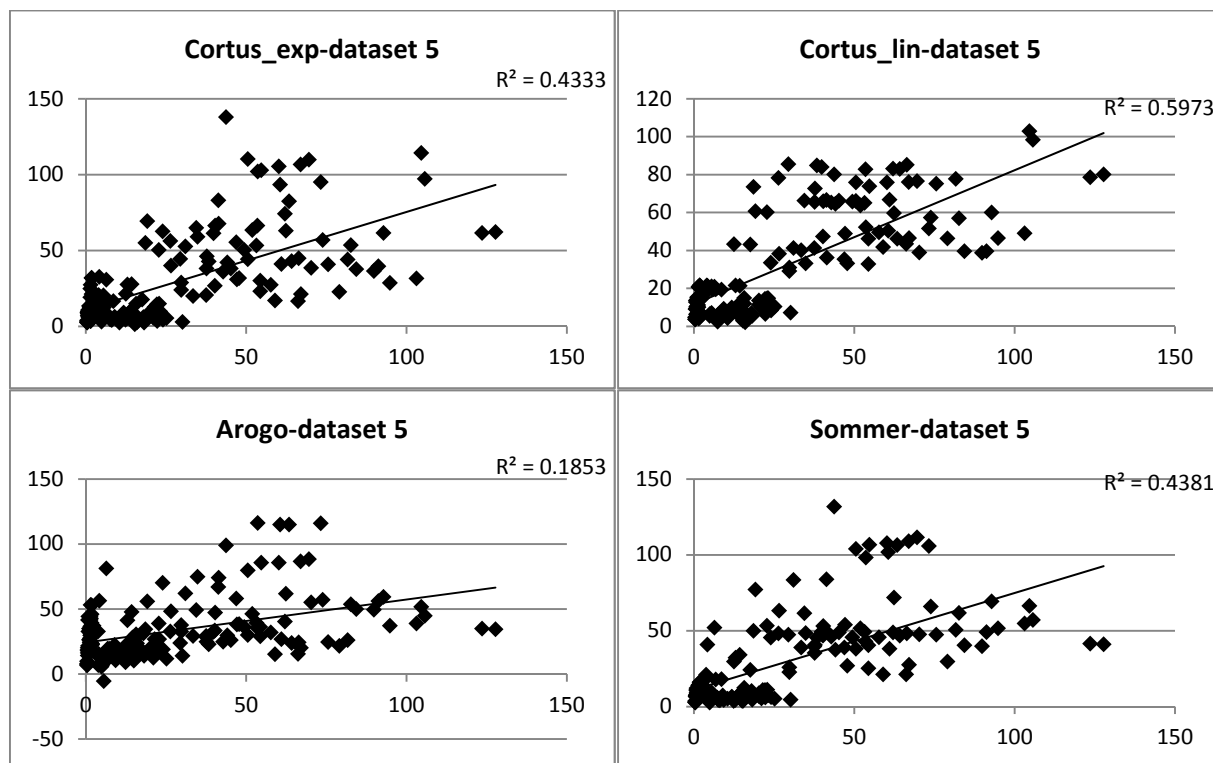 Cortus_exp-dataset 5
R² = 0.4333
150
100
50
0
0 50 100 150
Cortus_lin-dataset 5
R² = 0.5973
120
100
80
60
40
20
0
0 50 100 150
Arogo-dataset 5
R² = 0.1853
150
100
50
0
-50
0 50 100 150
Sommer-dataset 5
R² = 0.4381
150
100
50
0
0 50 100 150